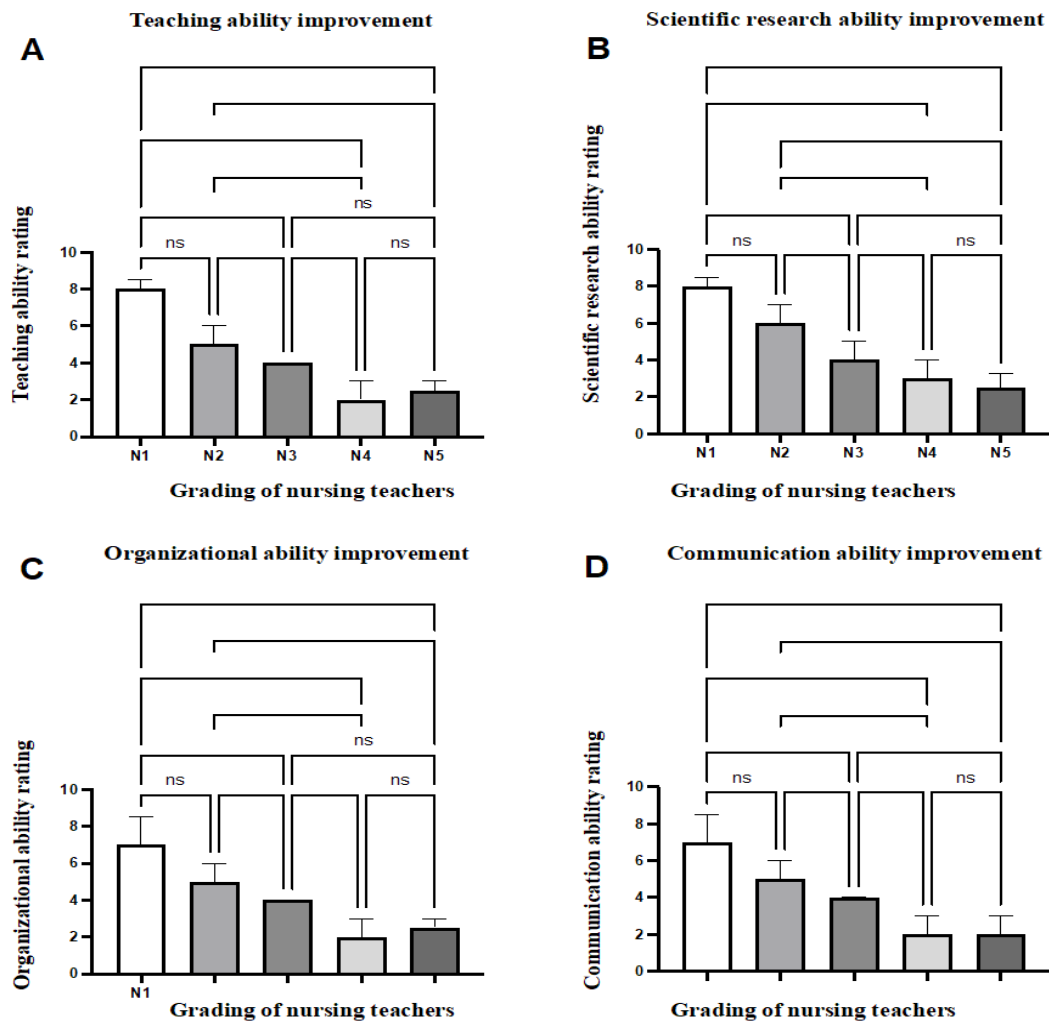 Teaching ability improvement
A
ns
ns
ns
Teaching ability rating
10
8
6
4
2
0
N1 N2 N3 N4 N5
Grading of nursing teachers
Scientific research ability improvement
B
ns
ns
Scientific research ability rating
10
8
6
4
2
0
N1 N2 N3 N4 N5
Grading of nursing teachers
Organizational ability improvement
C
ns
ns
ns
Organizational ability rating
10
8
6
4
2
0
N1
Grading of nursing teachers
Communication ability improvement
D
ns
ns
Communication ability rating
10
8
6
4
2
0
Grading of nursing teachers